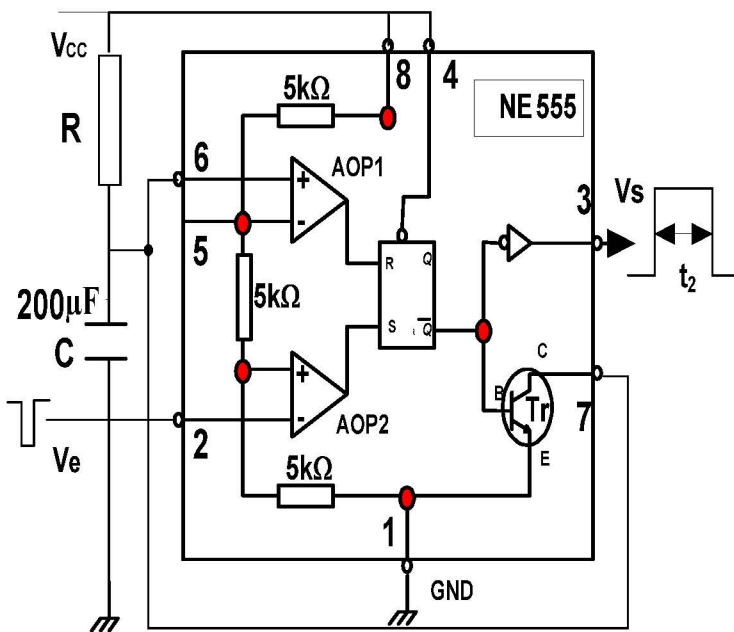 Vcc
8
4
5kΩ
NE 555
R
6
AOP1
+
-
3
Vs
5
R
Q
t2
5kΩ
200µF
S
Q
C
C
+
B
Tr
7
-
2
AOP2
Ve
E
5kΩ
1
GND